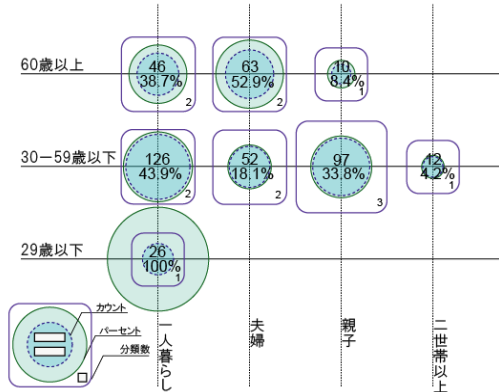 60歳以上
46
38.7%
2
63
52.9%
2
10
8.4%
1
30－59歳以下
126
43.9%
2
52
18.1%
2
97
33.8%
3
12
4.2%
1
29歳以下
26
100%
1
カウント
パーセント
分類数
一人暮らし
夫婦
親子
二世帯以上